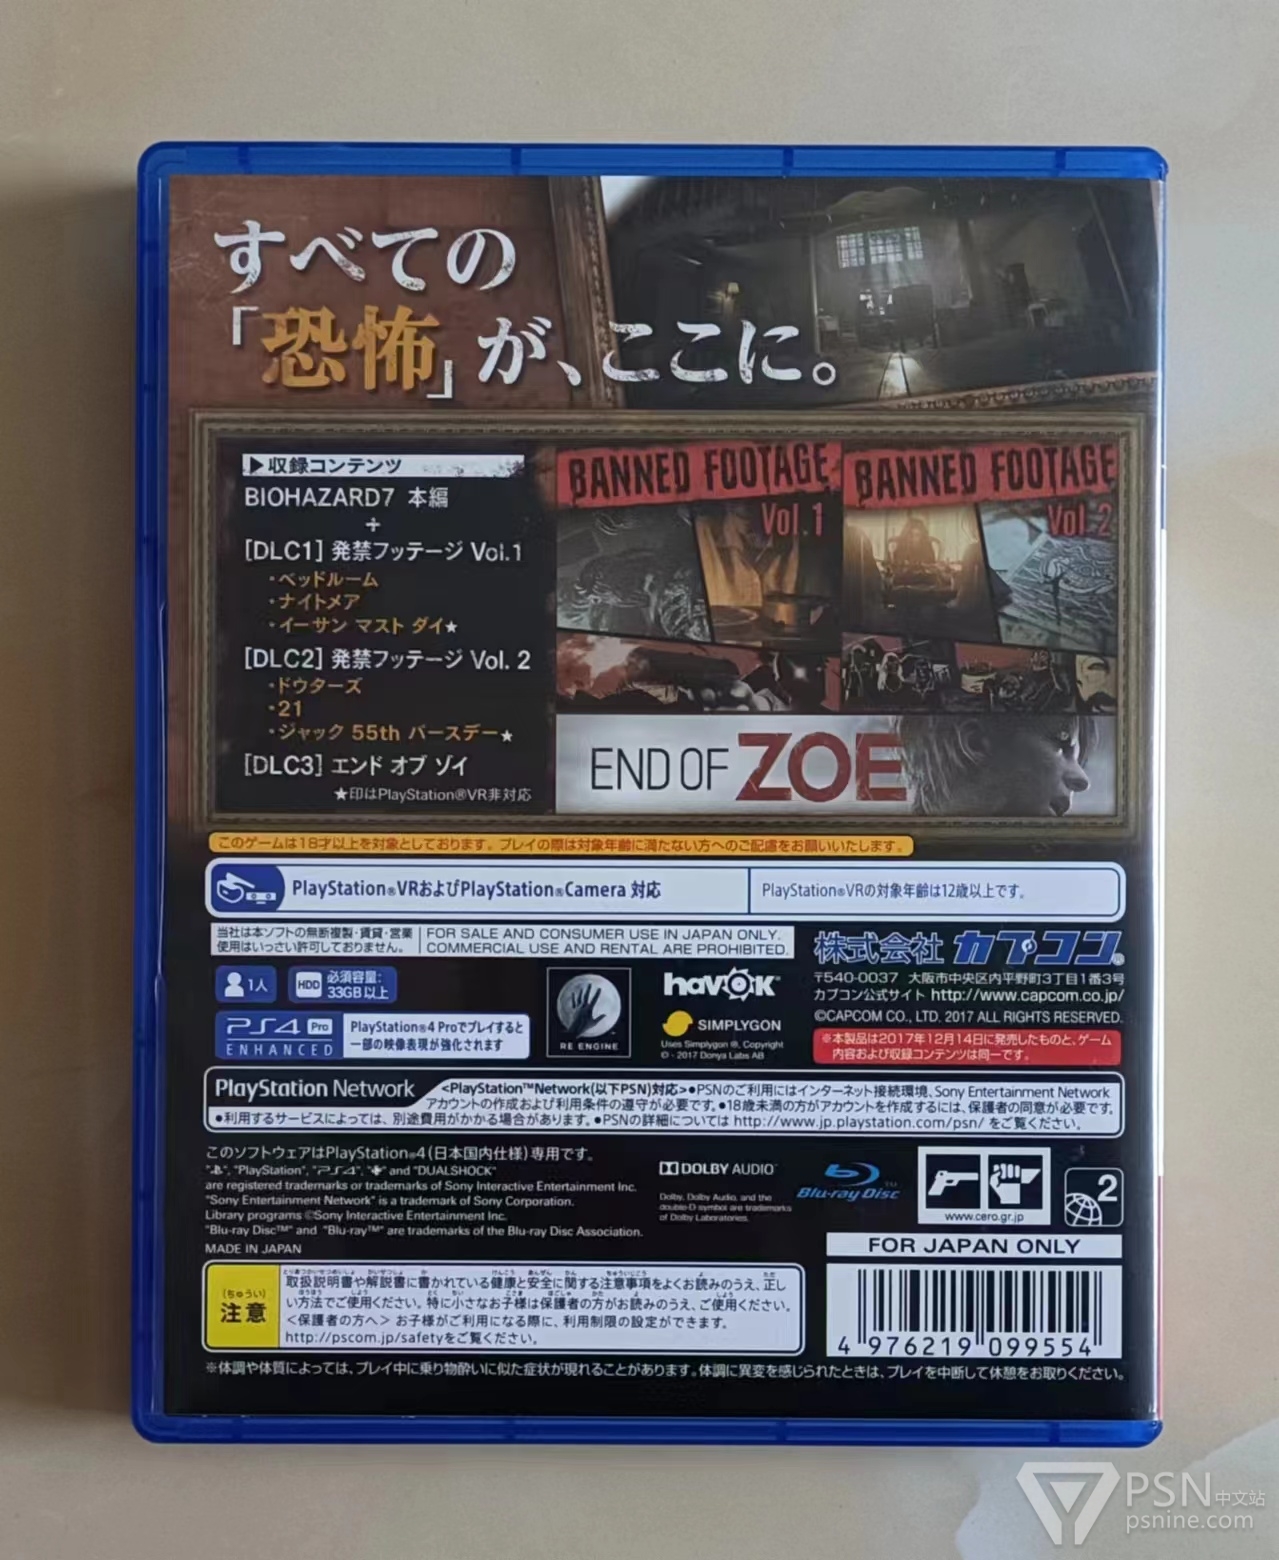 すべての
「恐怖」が、ここに。
▶収録コンテンツ
BIOHAZARD7 本編
+
[DLC1] 発禁フッテージ Vol.1
・ベッドルーム
・ナイトメア
・イーサン マスト ダイ★
[DLC2] 発禁フッテージ Vol. 2
・ドウターズ
・21
・ジャック 55th バースデー★
[DLC3] エンド オブ ゾイ
★印はPlayStation®VR非対応
BANNED FOOTAGE
Vol.1
BANNED FOOTAGE
Vol.2
END OF ZOE
このゲームは18才以上を対象としております。プレイの際は対象年齢に満たない方へのご配慮をお願いいたします。
PlayStation®VRおよびPlayStation®Camera 対応
PlayStation®VRの対象年齢は12歳以上です。
当社は本ソフトの無断複製・賃貸・営業
使用はいっさい許可しておりません。
FOR SALE AND CONSUMER USE IN JAPAN ONLY.
COMMERCIAL USE AND RENTAL ARE PROHIBITED.
株式会社 カプコン®
〒540-0037 大阪市中央区内平野町3丁目1番3号
カプコン公式サイト http://www.capcom.co.jp/
©CAPCOM CO., LTD. 2017 ALL RIGHTS RESERVED.
※本製品は2017年12月14日に発売したものと、ゲーム
内容および収録コンテンツは同一です。
1人
HDD
必須容量:
33GB以上
PS4 Pro
ENHANCED
PlayStation®4 Proでプレイすると
一部の映像表現が強化されます
RE ENGINE
havok™
SIMPLYGON
Uses Simplygon ®, Copyright
© - 2017 Donya Labs AB
PlayStation Network
<PlayStation™Network(以下PSN)対応>●PSNのご利用にはインターネット接続環境、Sony Entertainment Network
アカウントの作成および利用条件の遵守が必要です。●18歳未満の方がアカウントを作成するには、保護者の同意が必要です。
●利用するサービスによっては、別途費用がかかる場合があります。●PSNの詳細については http://www.jp.playstation.com/psn/ をご覧ください。
このソフトウェアはPlayStation®4(日本国内仕様)専用です。
"PlayStation", "PS4", and "DUALSHOCK"
are registered trademarks or trademarks of Sony Interactive Entertainment Inc.
"Sony Entertainment Network" is a trademark of Sony Corporation.
Library programs ©Sony Interactive Entertainment Inc.
"Blu-ray Disc™" and "Blu-ray™" are trademarks of the Blu-ray Disc Association.
MADE IN JAPAN
DOLBY AUDIO™
Dolby, Dolby Audio, and the
double-D symbol are trademarks
of Dolby Laboratories.
Blu-ray Disc™
www.cero.gr.jp
2
FOR JAPAN ONLY
4 976219 099554
(ちゅうい)
注意
取扱説明書や解説書に書かれている健康と安全に関する注意事項をよくお読みのうえ、正し
い方法でご使用ください。特に小さなお子様は保護者の方がお読みのうえ、ご使用ください。
<保護者の方へ> お子様がご利用になる際に、利用制限の設定ができます。
http://pscom.jp/safetyをご覧ください。
※体調や体質によっては、プレイ中に乗り物酔いに似た症状が現れることがあります。体調に異変を感じられたときは、プレイを中断して休憩をお取りください。
PSN中文站
psnine.com